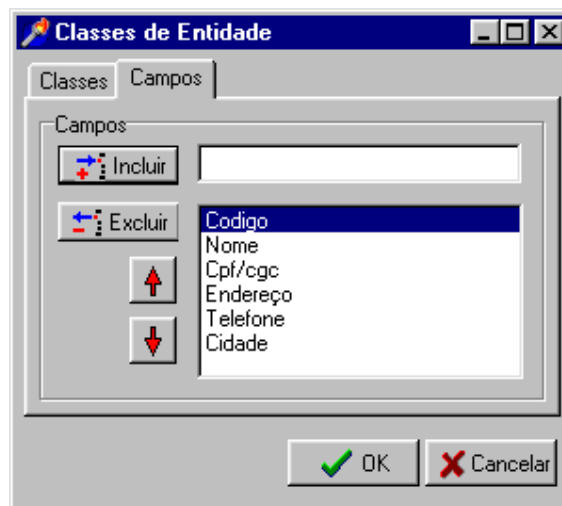 Classes de Entidade
Classes Campos
Campos
Incluir
Excluir
Codigo
Nome
Cpf/cgc
Endereço
Telefone
Cidade
OK Cancelar